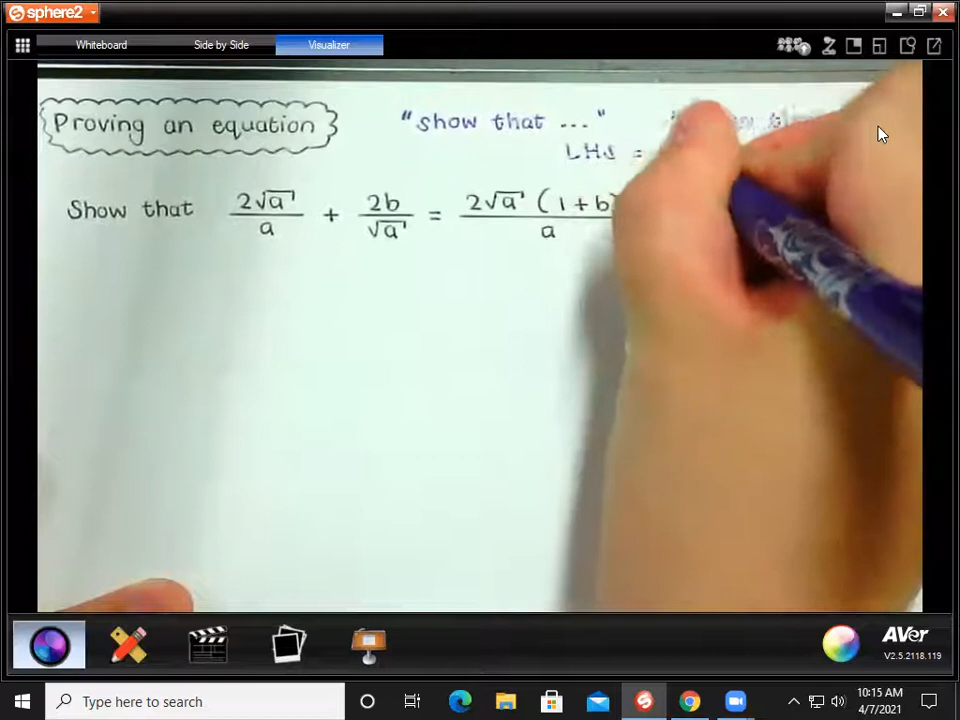 sphere2
Whiteboard
Side by Side
Visualizer
Proving an equation
"show that ..."
LHS =
Show that 2√a / a + 2b / √a = 2√a (1+b / a
AVer
V2.5.2118.119
Type here to search
10:15 AM
4/7/2021